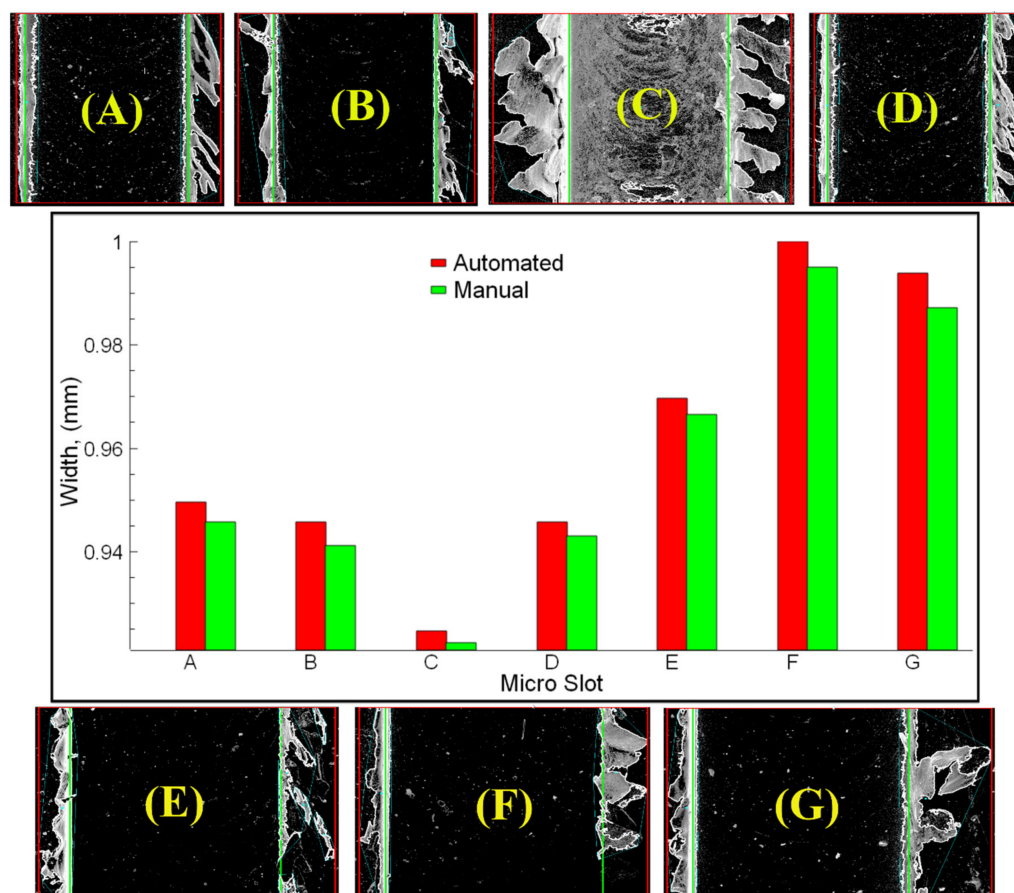 (A)
(B)
(C)
(D)
Automated
Manual
Width, (mm)
1
0.98
0.96
0.94
A B C D E F G
Micro Slot
(E)
(F)
(G)